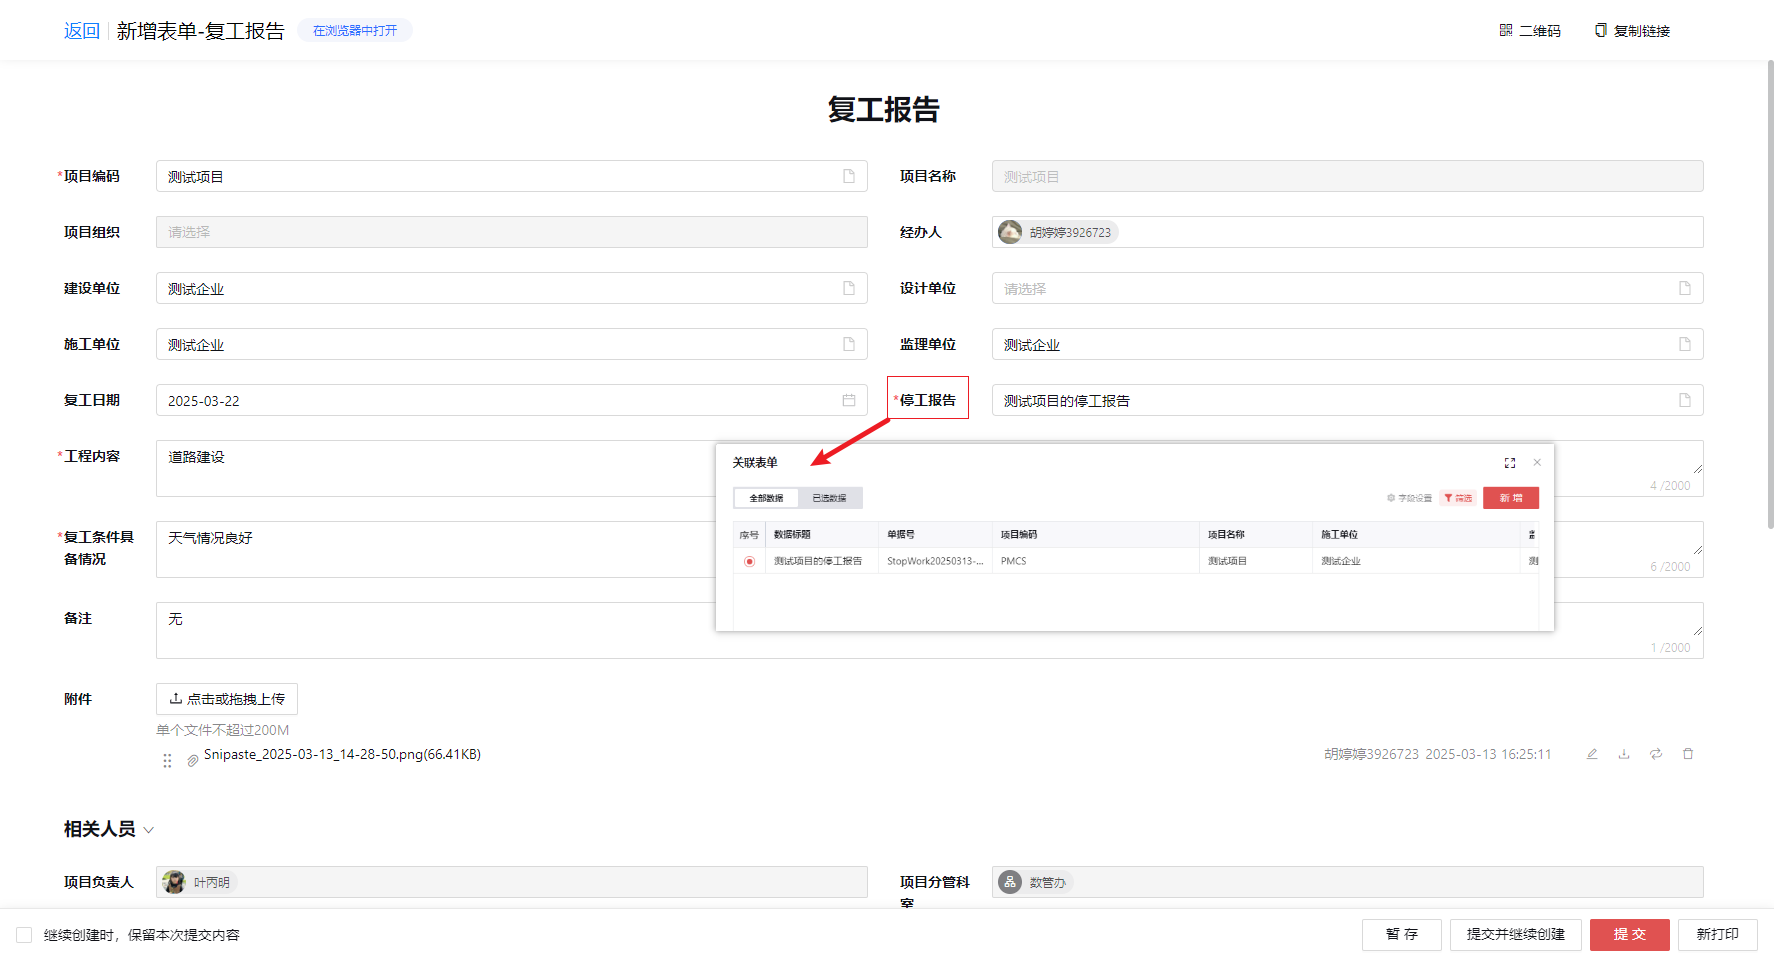 返回 新增表单-复工报告 在浏览器中打开 二维码 复制链接
复工报告
*项目编码 测试项目 项目名称 测试项目
项目组织 请选择 经办人 胡婷婷3926723
建设单位 测试企业 设计单位 请选择
施工单位 测试企业 监理单位 测试企业
复工日期 2025-03-22 *停工报告 测试项目的停工报告
*工程内容 道路建设
4 /2000
关联表单
全部数据 已选数据 字段设置 筛选 新 增
序号 数据标题 单据号 项目编码 项目名称 施工单位
测试项目的停工报告 StopWork20250313-... PMCS 测试项目 测试企业 测
*复工条件具备情况 天气情况良好
6 /2000
备注 无
1 /2000
附件 点击或拖拽上传
单个文件不超过200M
Snipaste_2025-03-13_14-28-50.png(66.41KB) 胡婷婷3926723 2025-03-13 16:25:11
相关人员
项目负责人 叶丙明 项目分管科室 数管办
继续创建时，保留本次提交内容 暂 存 提交并继续创建 提 交 新打印